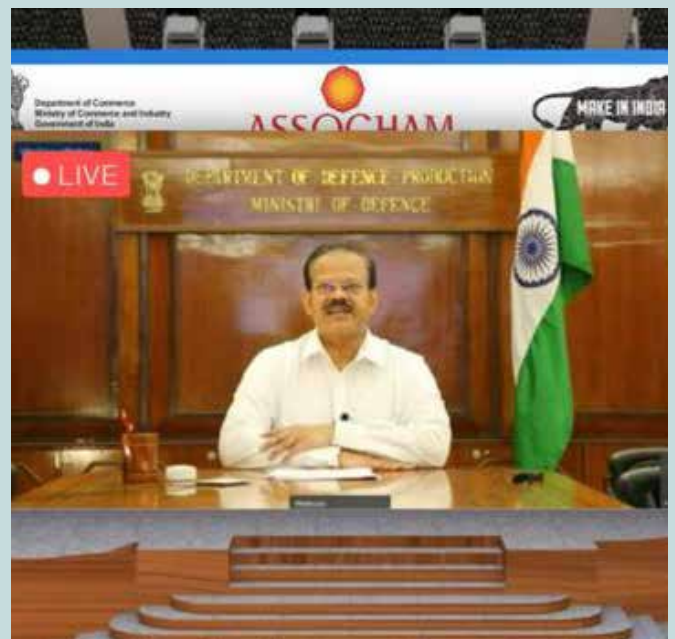 Department of Commerce
Ministry of Commerce and Industry
Government of India
ASSOCHAM
MAKE IN INDIA
LIVE
DEPARTMENT OF DEFENCE PRODUCTION
MINISTRY OF DEFENCE